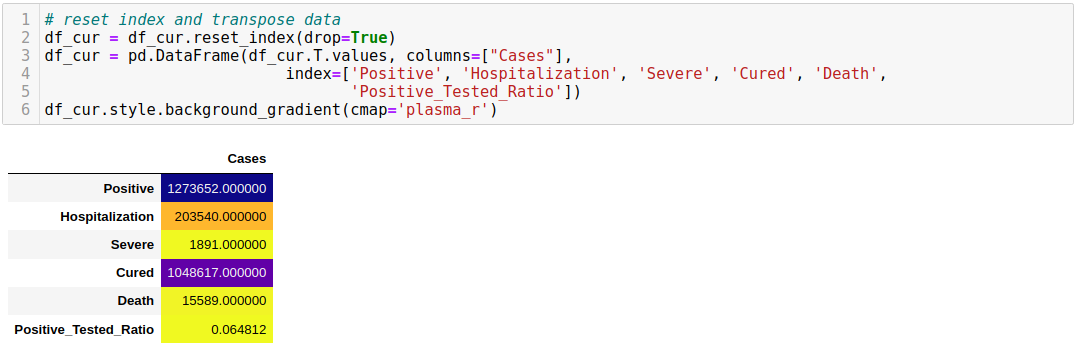 1 # reset index and transpose data
2 df_cur = df_cur.reset_index(drop=True)
3 df_cur = pd.DataFrame(df_cur.T.values, columns=["Cases"],
4                           index=['Positive', 'Hospitalization', 'Severe', 'Cured', 'Death',
5                                  'Positive_Tested_Ratio'])
6 df_cur.style.background_gradient(cmap='plasma_r')
Cases
Positive 1273652.000000
Hospitalization 203540.000000
Severe 1891.000000
Cured 1048617.000000
Death 15589.000000
Positive_Tested_Ratio 0.064812